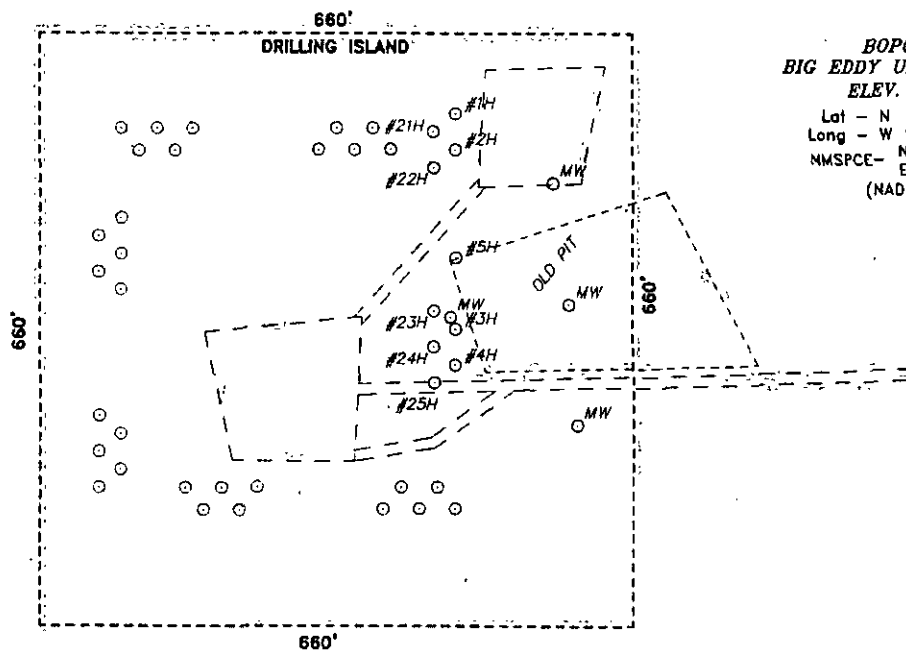 660'
DRILLING ISLAND
BIG EDDY
ELEV.
Lat - N
Long - W
NMSPCE- N
E
(NAD
#1H
#21H
#2H
#22H
MW
#5H
OLD PIT
MW
660'
660'
MW
#23H
#3H
#24H
#4H
#25H
MW
660'